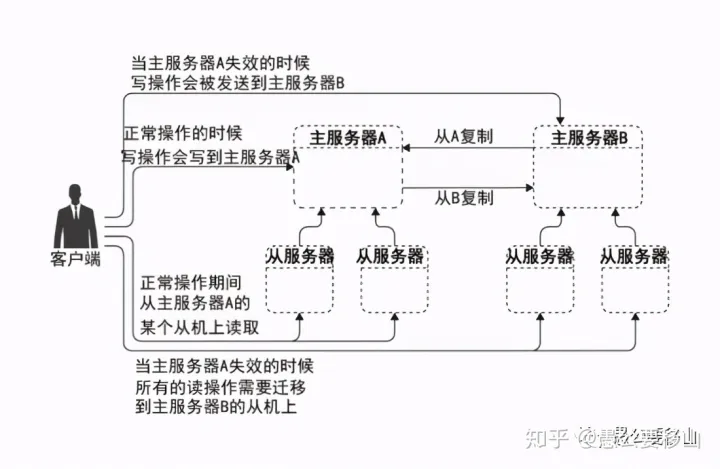 当主服务器A失效的时候
写操作会被发送到主服务器B
正常操作的时候
写操作会写到主服务器A
主服务器A
从A复制
主服务器B
从B复制
客户端
从服务器
从服务器
从服务器
从服务器
正常操作期间
从主服务器A的
某个从机上读取
当主服务器A失效的时候
所有的读操作需要迁移
到主服务器B的从机上
知乎 @愚公要移山